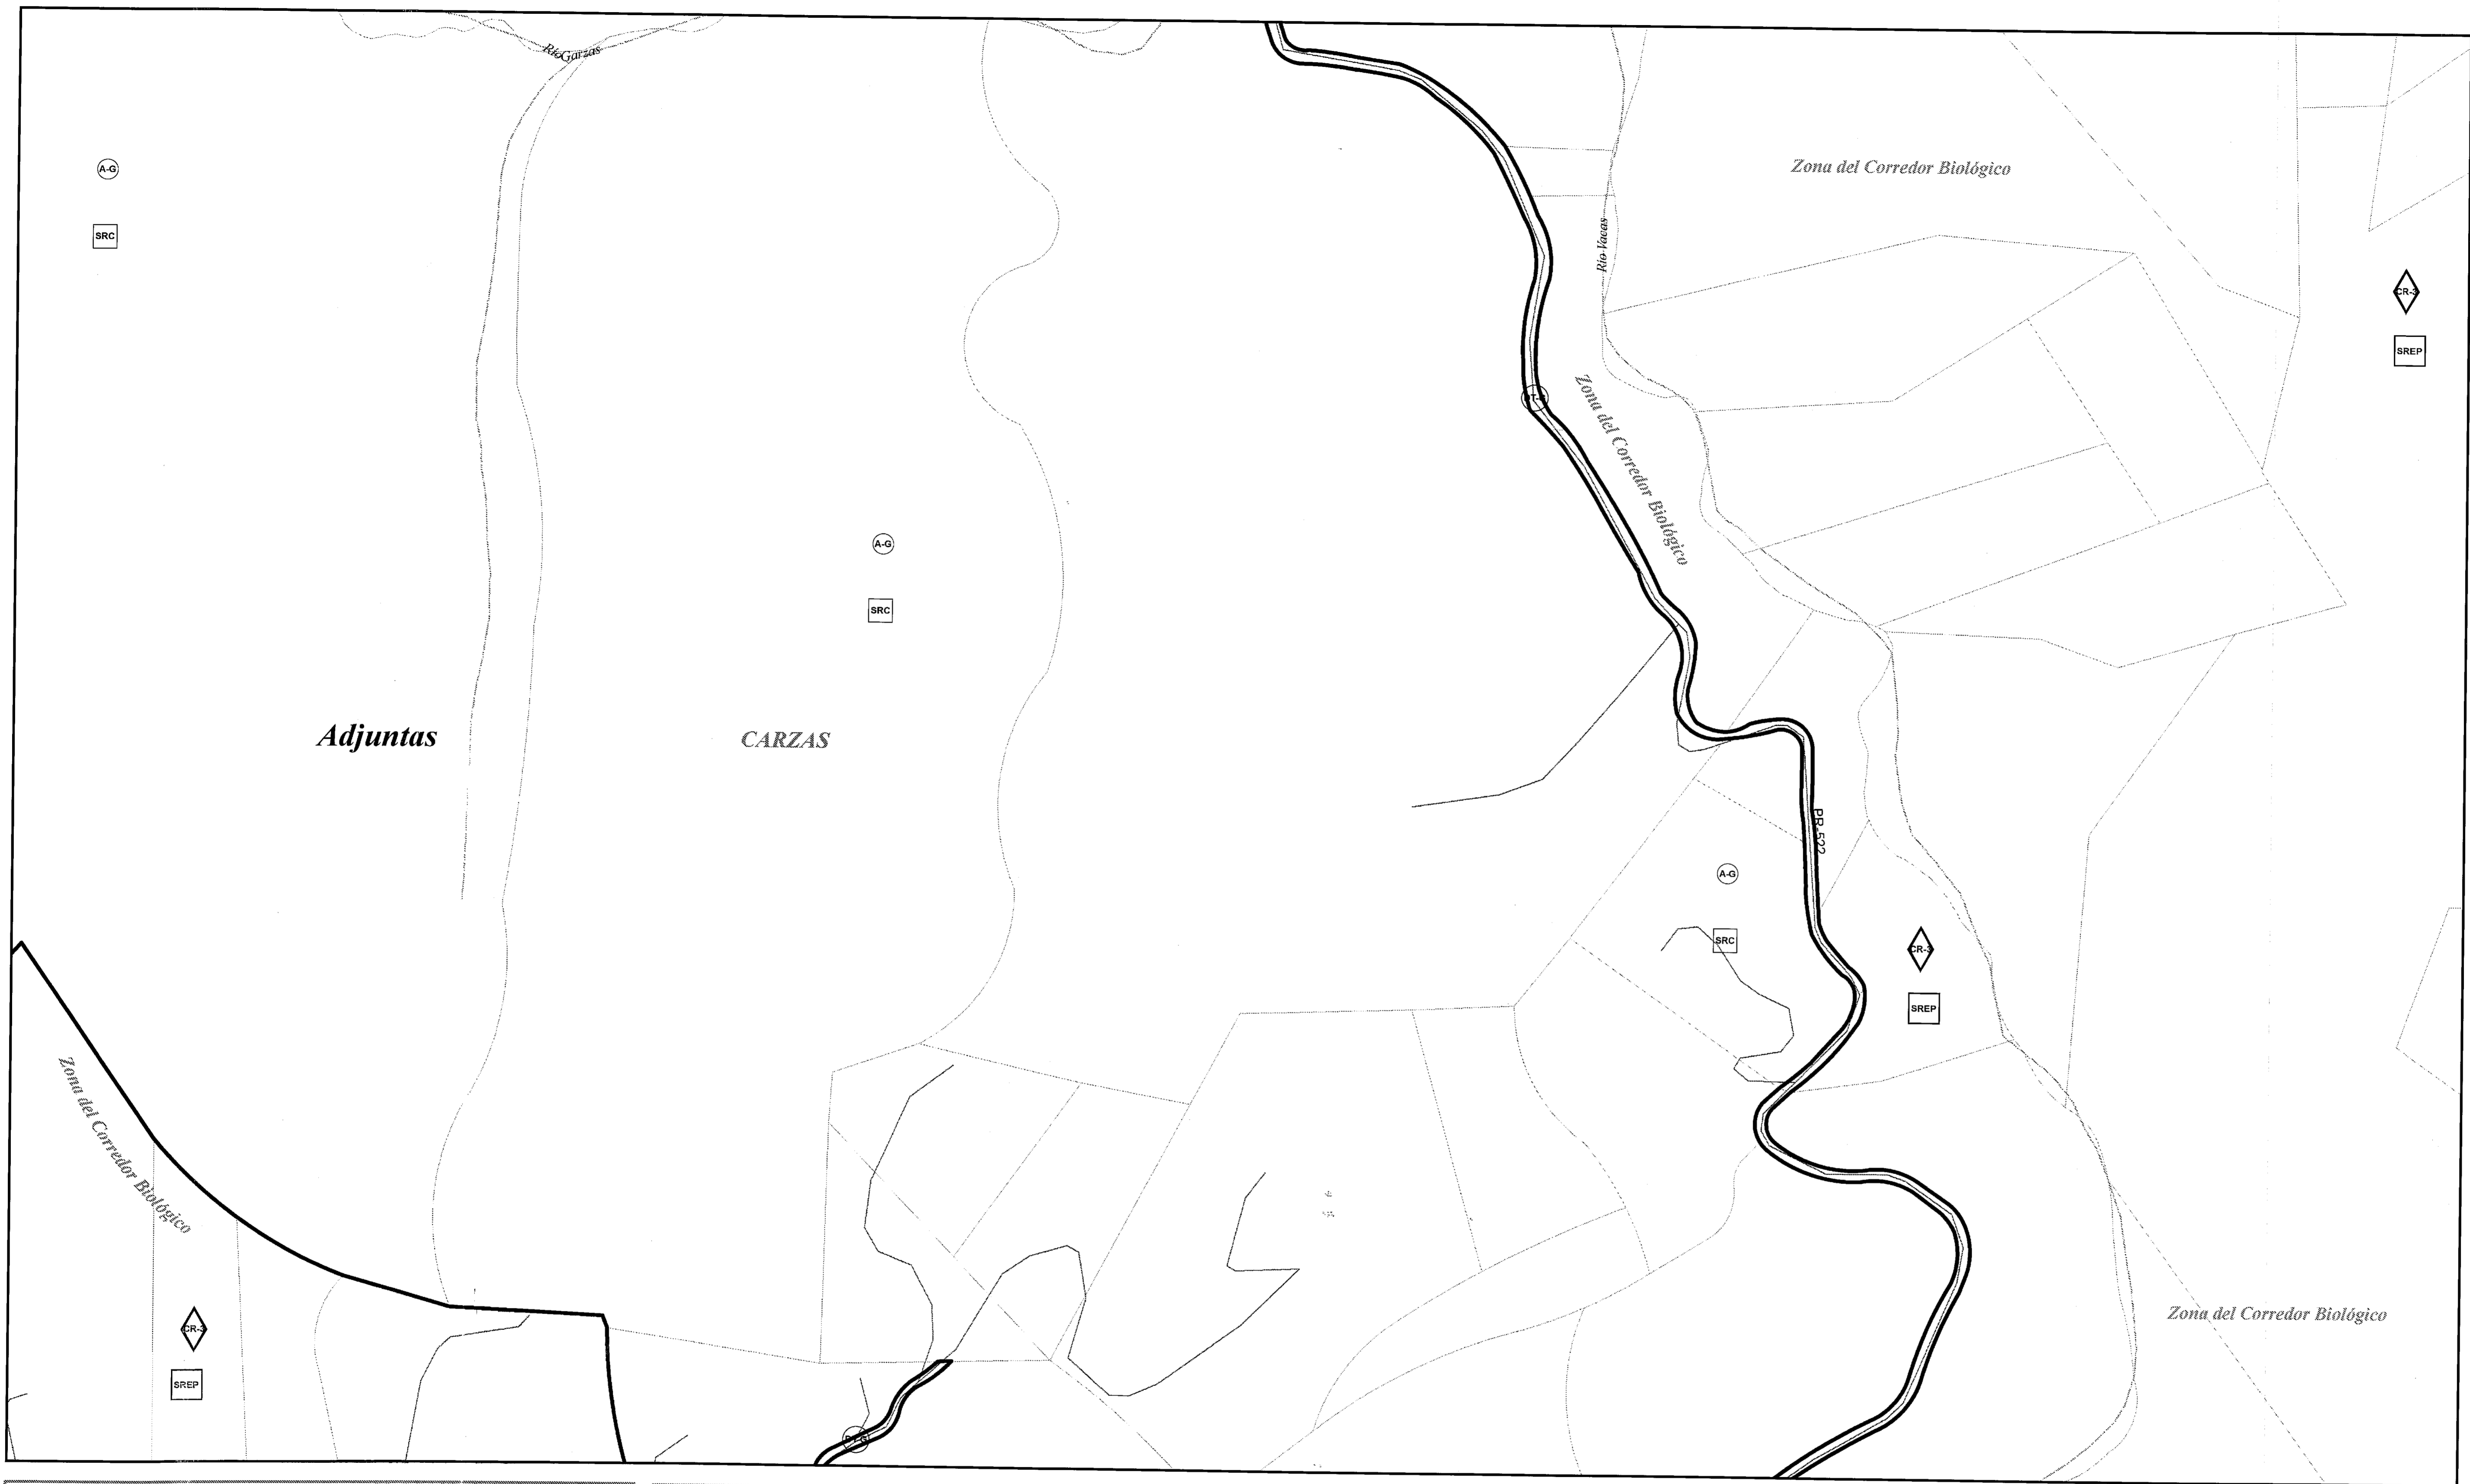 Río Garzas
A-G
SRC
Zona del Corredor Biológico
Río Vacas
CR-3
SREP
Zona del Corredor Biológico
A-G
SRC
Adjuntas
CARZAS
PR-522
A-G
SRC
CR-3
SREP
Zona del Corredor Biológico
CR-3
SREP
Zona del Corredor Biológico